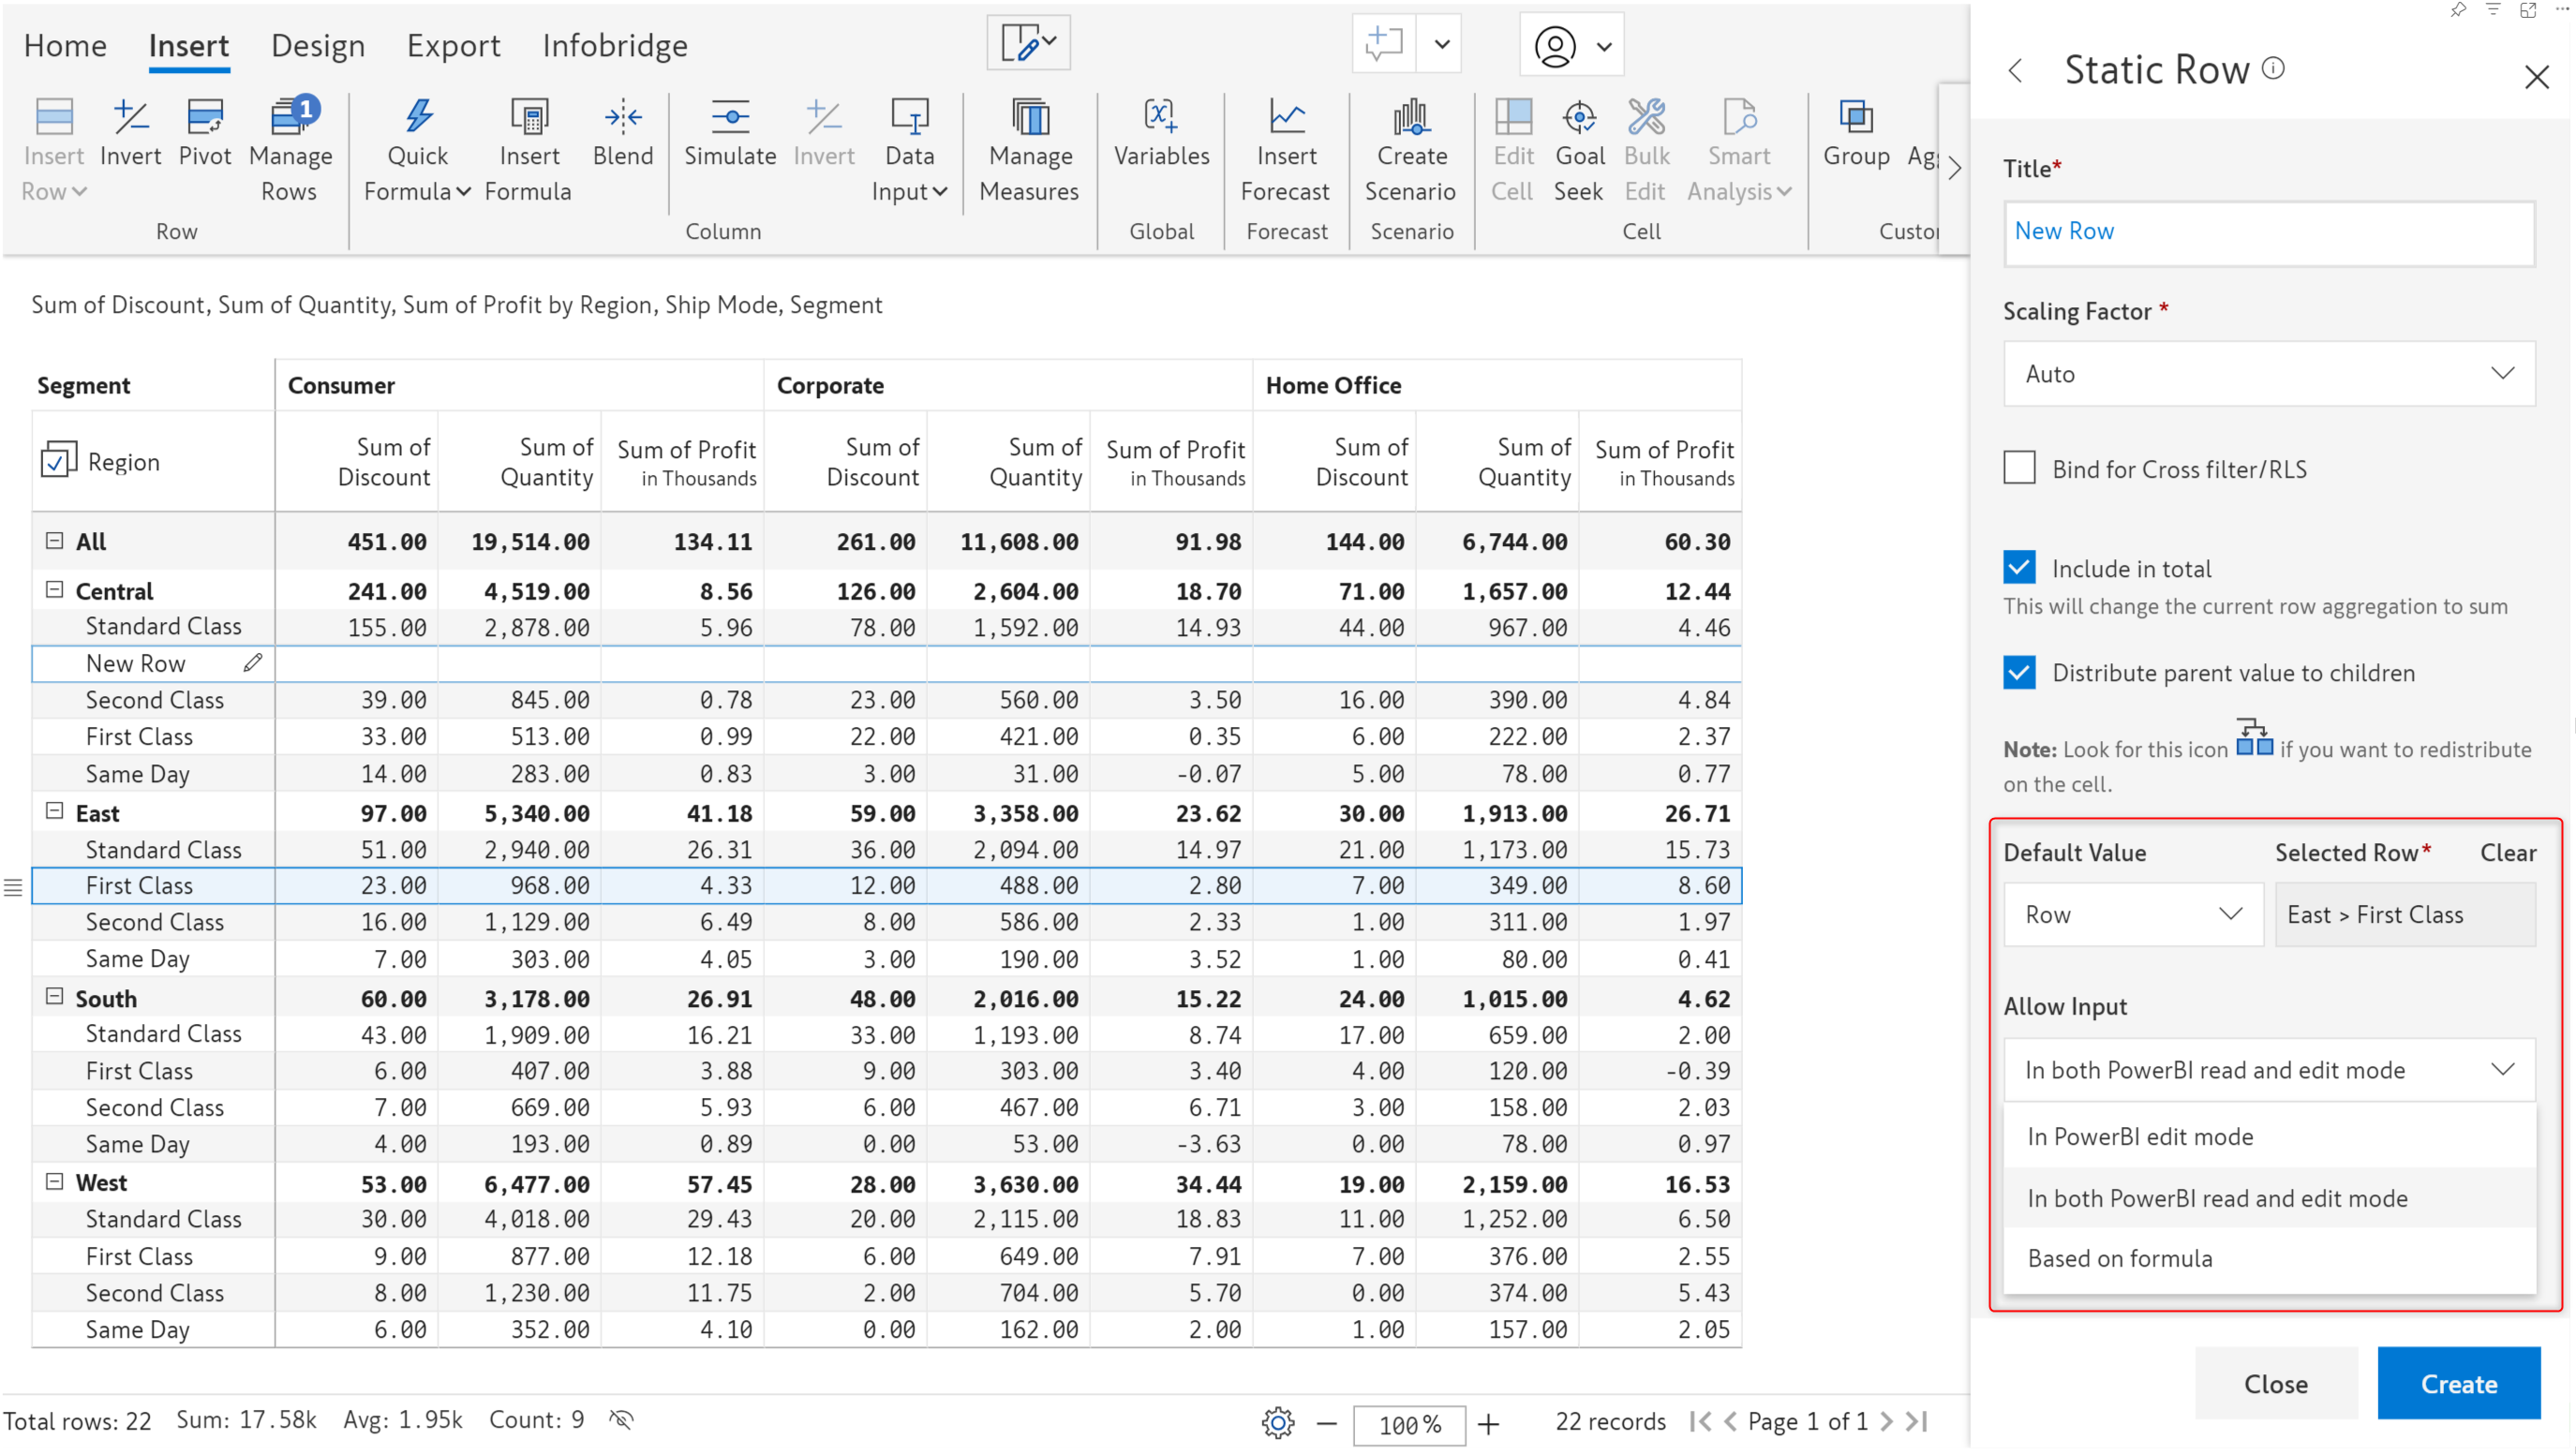 Home Insert Design Export Infobridge
Insert Row Invert Pivot Manage Rows 1 Quick Formula Insert Formula Blend Simulate Invert Data Input Manage Measures Variables Insert Forecast Create Scenario Edit Cell Goal Seek Bulk Edit Smart Analysis Group
Row Column Global Forecast Scenario Cell
Sum of Discount, Sum of Quantity, Sum of Profit by Region, Ship Mode, Segment
Segment Consumer Corporate Home Office
Region Sum of Discount Sum of Quantity Sum of Profit in Thousands Sum of Discount Sum of Quantity Sum of Profit in Thousands Sum of Discount Sum of Quantity Sum of Profit in Thousands
All 451.00 19,514.00 134.11 261.00 11,608.00 91.98 144.00 6,744.00 60.30
Central 241.00 4,519.00 8.56 126.00 2,604.00 18.70 71.00 1,657.00 12.44
Standard Class 155.00 2,878.00 5.96 78.00 1,592.00 14.93 44.00 967.00 4.46
New Row
Second Class 39.00 845.00 0.78 23.00 560.00 3.50 16.00 390.00 4.84
First Class 33.00 513.00 0.99 22.00 421.00 0.35 6.00 222.00 2.37
Same Day 14.00 283.00 0.83 3.00 31.00 -0.07 5.00 78.00 0.77
East 97.00 5,340.00 41.18 59.00 3,358.00 23.62 30.00 1,913.00 26.71
Standard Class 51.00 2,940.00 26.31 36.00 2,094.00 14.97 21.00 1,173.00 15.73
First Class 23.00 968.00 4.33 12.00 488.00 2.80 7.00 349.00 8.60
Second Class 16.00 1,129.00 6.49 8.00 586.00 2.33 1.00 311.00 1.97
Same Day 7.00 303.00 4.05 3.00 190.00 3.52 1.00 80.00 0.41
South 60.00 3,178.00 26.91 48.00 2,016.00 15.22 24.00 1,015.00 4.62
Standard Class 43.00 1,909.00 16.21 33.00 1,193.00 8.74 17.00 659.00 2.00
First Class 6.00 407.00 3.88 9.00 303.00 3.40 4.00 120.00 -0.39
Second Class 7.00 669.00 5.93 6.00 467.00 6.71 3.00 158.00 2.03
Same Day 4.00 193.00 0.89 0.00 53.00 -3.63 0.00 78.00 0.97
West 53.00 6,477.00 57.45 28.00 3,630.00 34.44 19.00 2,159.00 16.53
Standard Class 30.00 4,018.00 29.43 20.00 2,115.00 18.83 11.00 1,252.00 6.50
First Class 9.00 877.00 12.18 6.00 649.00 7.91 7.00 376.00 2.55
Second Class 8.00 1,230.00 11.75 2.00 704.00 5.70 0.00 374.00 5.43
Same Day 6.00 352.00 4.10 0.00 162.00 2.00 1.00 157.00 2.05
Total rows: 22 Sum: 17.58k Avg: 1.95k Count: 9 100% 22 records Page 1 of 1
Static Row
Title*
New Row
Scaling Factor *
Auto
Bind for Cross filter/RLS
Include in total
This will change the current row aggregation to sum
Distribute parent value to children
Note: Look for this icon if you want to redistribute
on the cell.
Default Value Selected Row* Clear
Row East > First Class
Allow Input
In both PowerBI read and edit mode
In PowerBI edit mode
In both PowerBI read and edit mode
Based on formula
Close Create